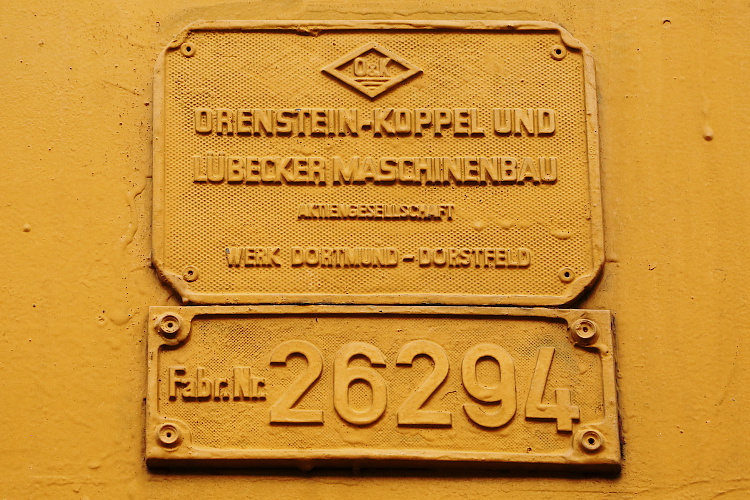 O&K
ORENSTEIN-KOPPEL UND
LÜBECKER MASCHINENBAU
AKTIENGESELLSCHAFT
WERK DORTMUND-DORSTFELD
Fabr. Nr. 26294